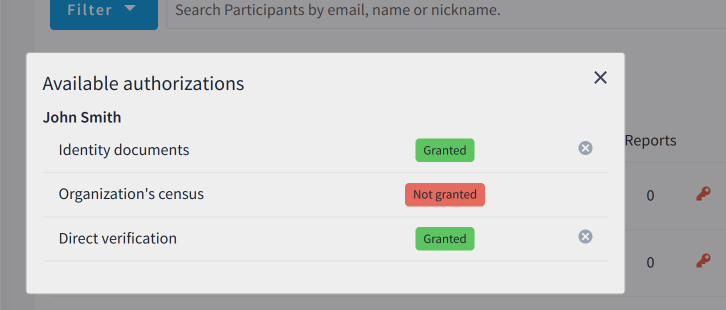 Filter
Search Participants by email, name or nickname.
Available authorizations
John Smith
Identity documents Granted
Organization's census Not granted
Direct verification Granted
Reports
0
0